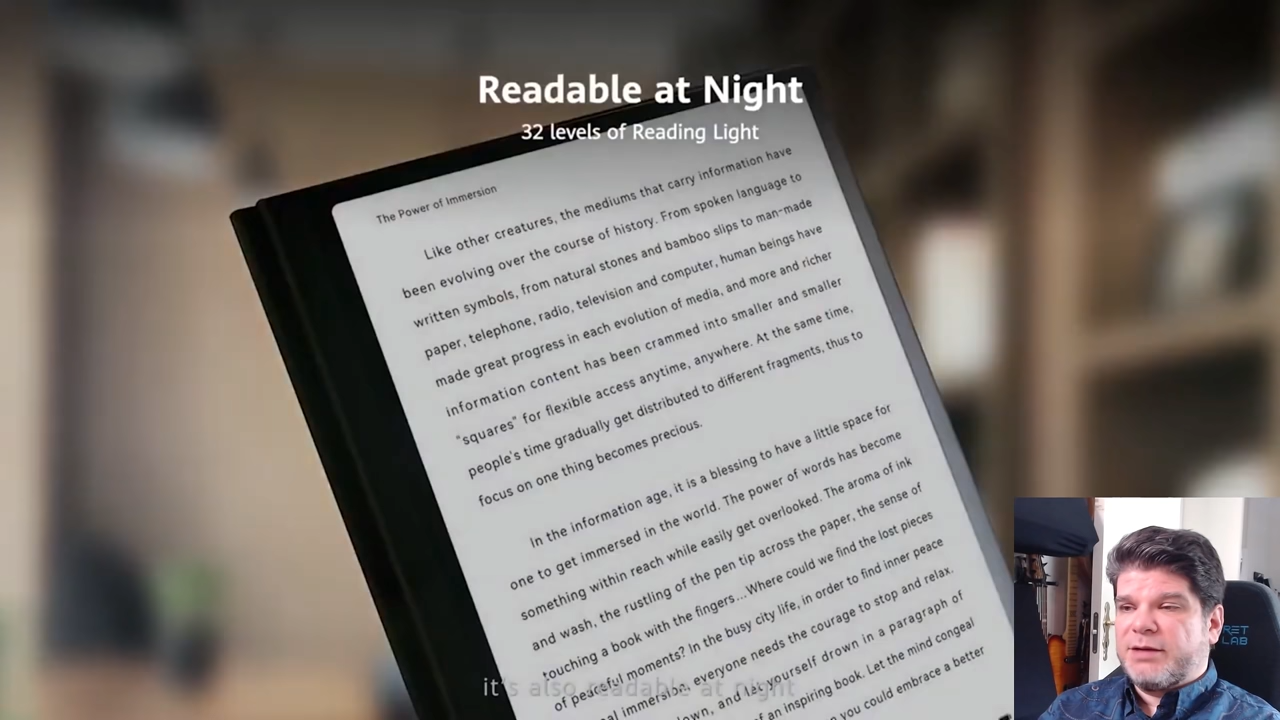 Readable at Night
32 levels of Reading Light
The Power of Immersion
Like other creatures, the mediums that carry information have
been evolving over the course of history. From spoken language to
written symbols, from natural stones and bamboo slips to man-made
paper, telephone, radio, television and computer, human beings have
made great progress in each evolution of media, and more and richer
information content has been crammed into smaller and smaller
"squares" for flexible access anytime, anywhere. At the same time,
people's time gradually get distributed to different fragments, thus to
focus on one thing becomes precious.
In the information age, it is a blessing to have a little space for
one to get immersed in the world. The power of words has become
something within reach while easily get overlooked. The aroma of ink
and wash, the rustling of the pen tip across the paper, the sense of
touching a book with the fingers...Where could we find the lost pieces
of peaceful moments? In the busy city life, in order to find inner peace
immersion, everyone needs the courage to stop and relax.
down, and let yourself drown in a paragraph of
of an inspiring book. Let the mind congeal
you could embrace a better
it's also readable at night
RET
LAB